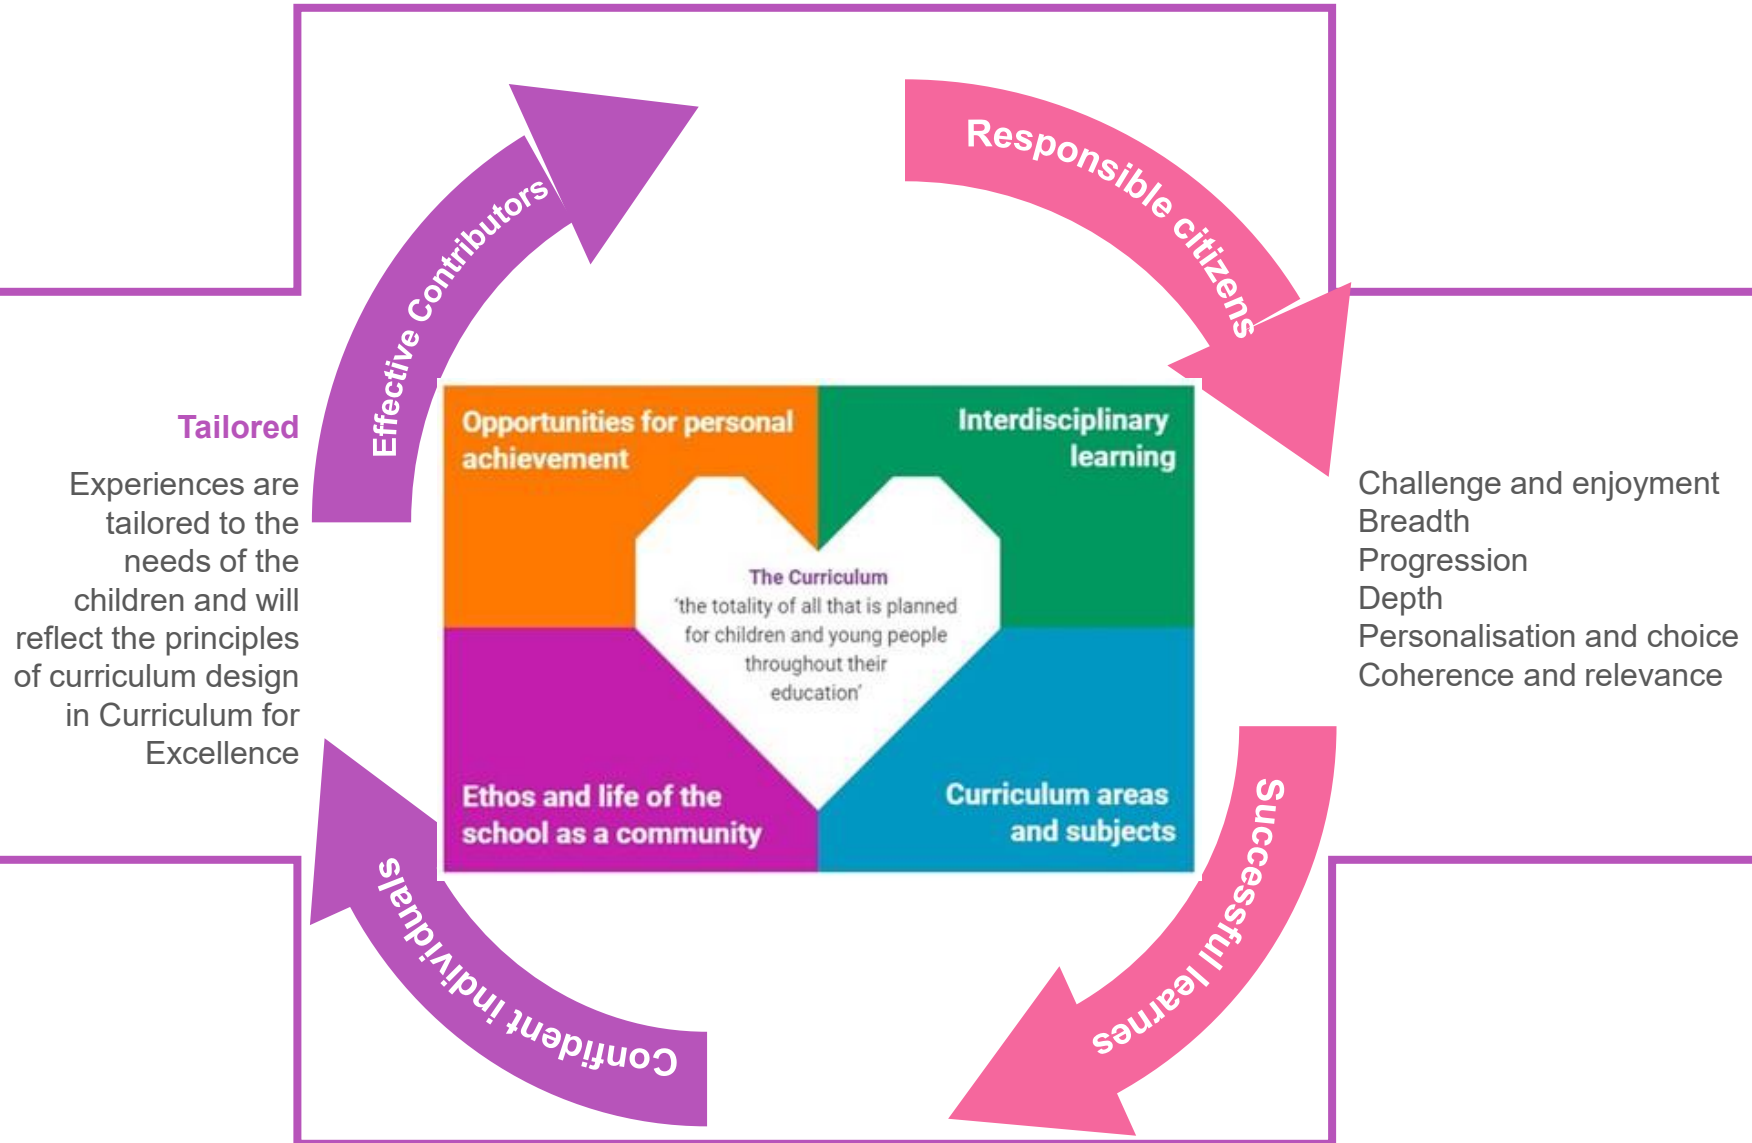 Effective Contributors
Responsible citizens
Tailored
Experiences are
tailored to the
needs of the
children and will
reflect the principles
of curriculum design
in Curriculum for
Excellence
Opportunities for personal
achievement
Interdisciplinary
learning
The Curriculum
‘the totality of all that is planned
for children and young people
throughout their
education’
Ethos and life of the
school as a community
Curriculum areas
and subjects
Challenge and enjoyment
Breadth
Progression
Depth
Personalisation and choice
Coherence and relevance
Successful learnes
Confident individuals